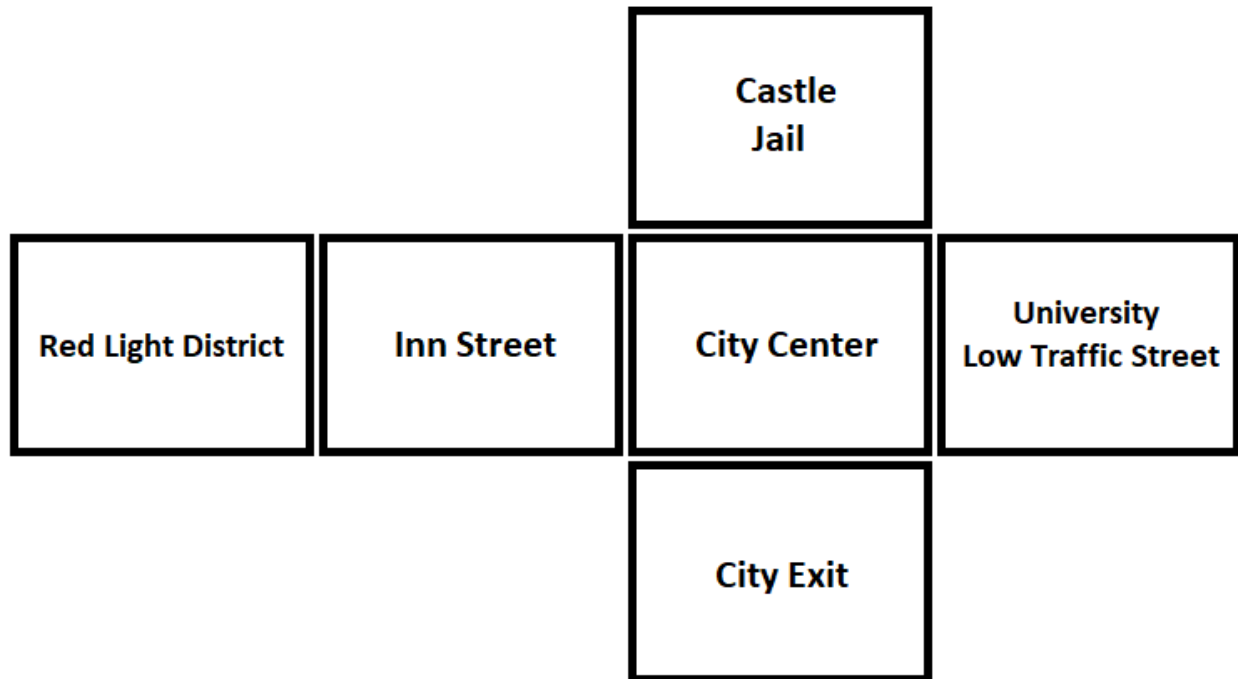 Castle
Jail
Red Light District
Inn Street
City Center
University
Low Traffic Street
City Exit